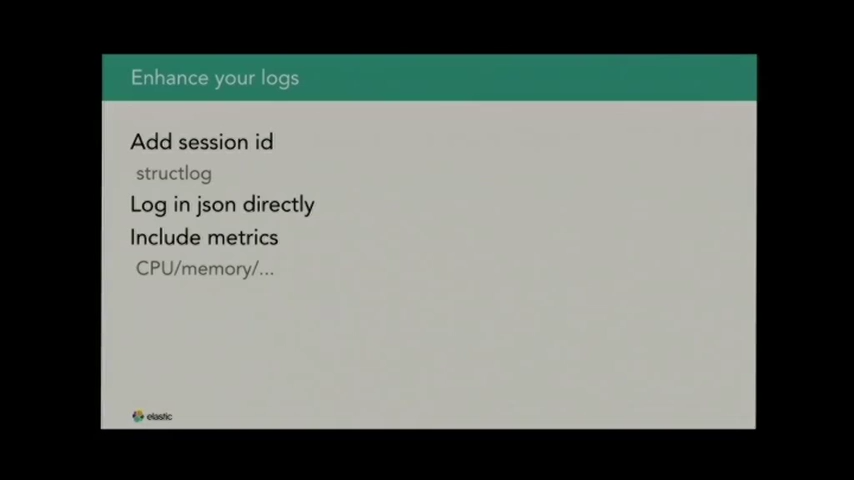 Enhance your logs
Add session id
structlog
Log in json directly
Include metrics
CPU/memory/...
elastic